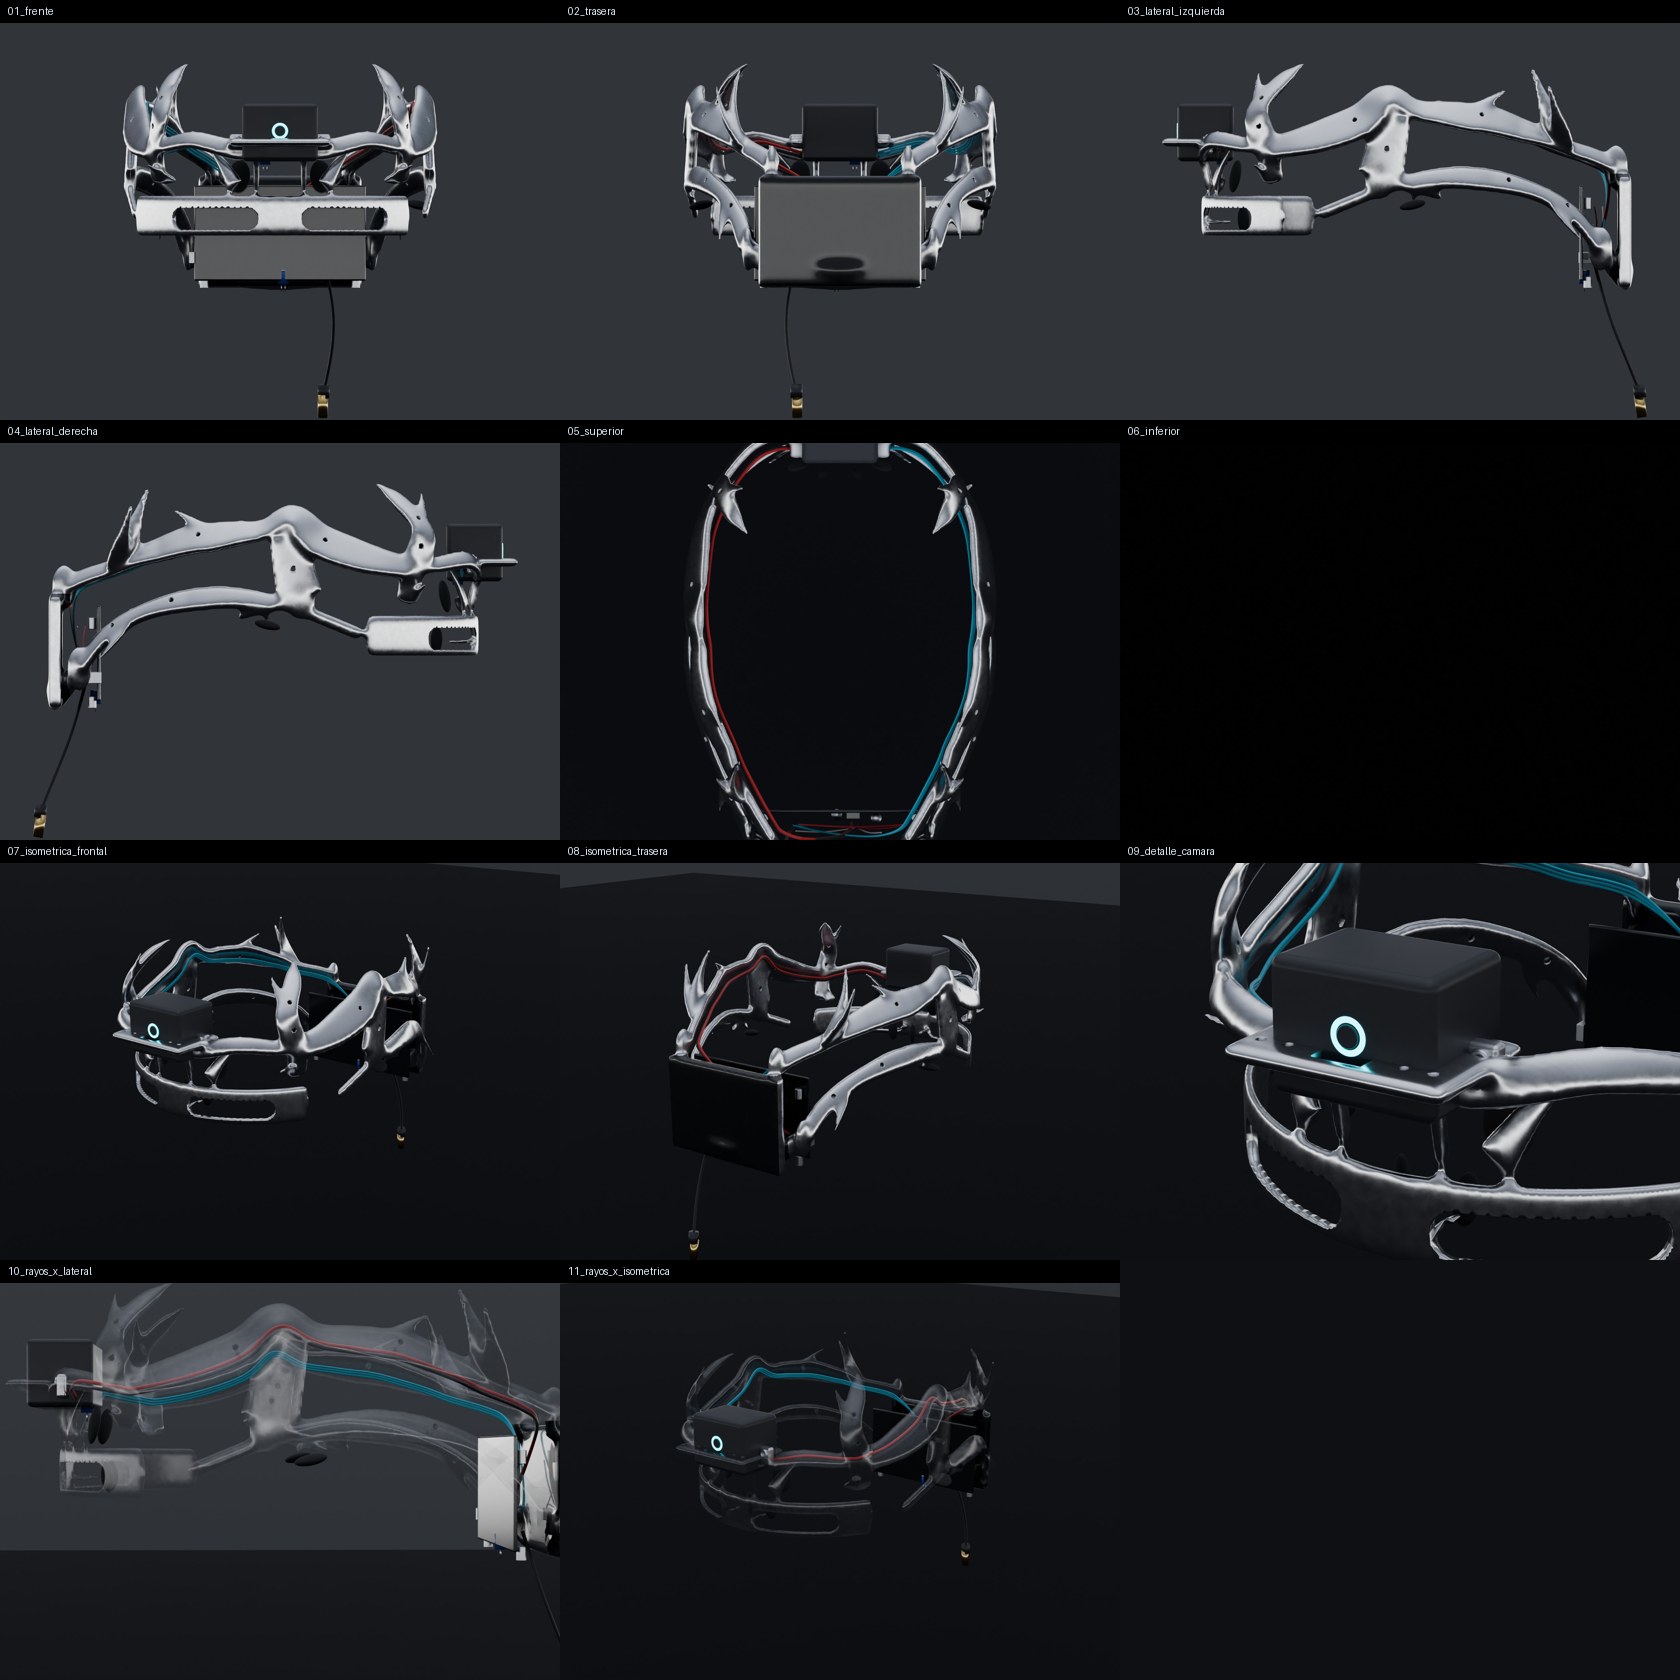 01_frente
02_trasera
03_lateral_izquierda
04_lateral_derecha
05_superior
06_inferior
07_isometrica_frontal
08_isometrica_trasera
09_detalle_camara
10_rayos_x_lateral
11_rayos_x_isometrica